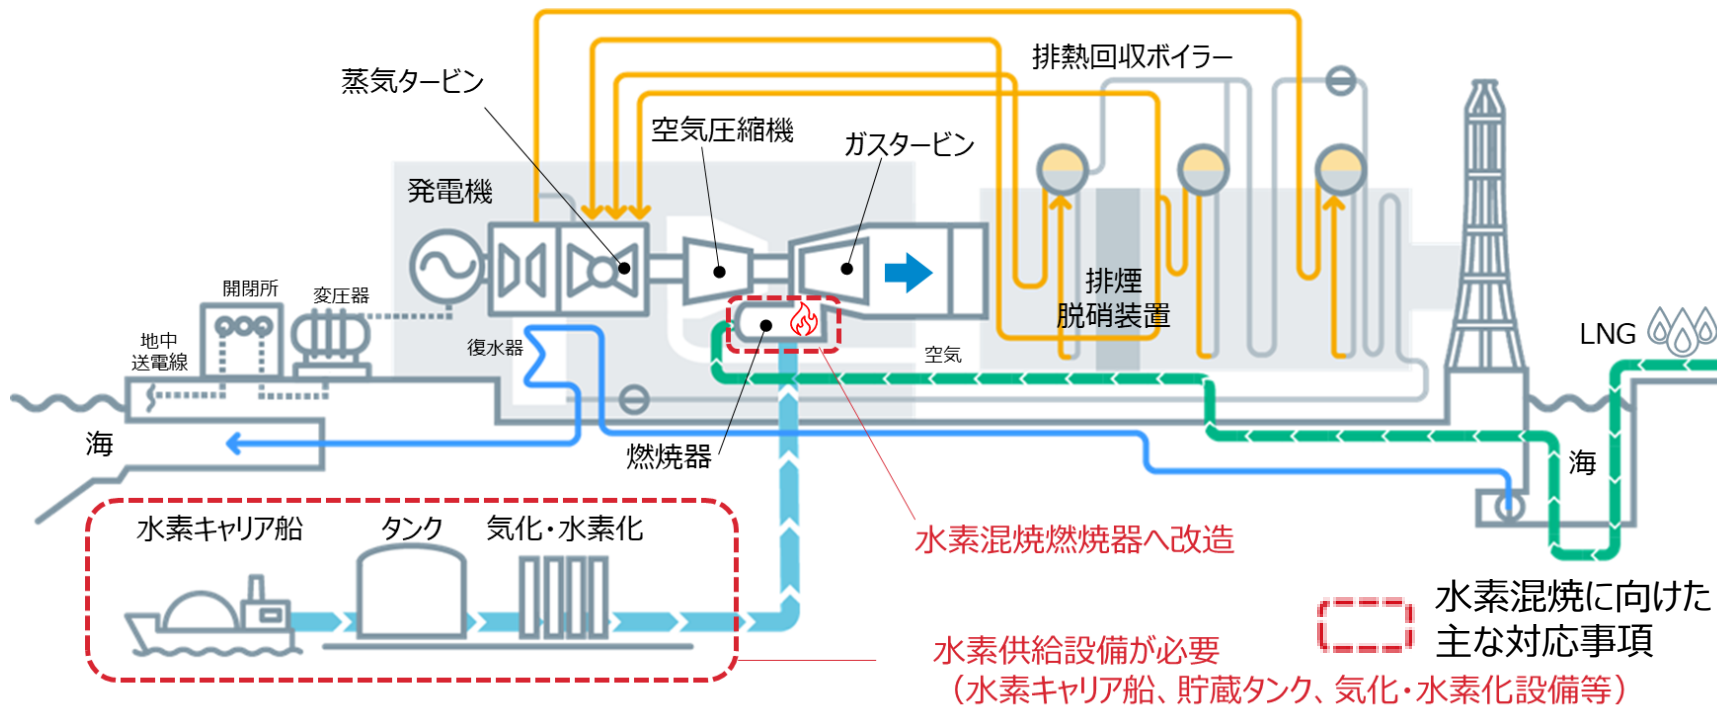 排熱回収ボイラー
蒸気タービン
空気圧縮機
ガスタービン
発電機
開閉所
変圧器
排煙
脱硝装置
地中
送電線
復水器
空気
LNG
海
燃焼器
海
水素キャリア船
タンク
気化・水素化
水素混焼燃焼器へ改造
水素混焼に向けた
主な対応事項
水素供給設備が必要
（水素キャリア船、貯蔵タンク、気化・水素化設備等）